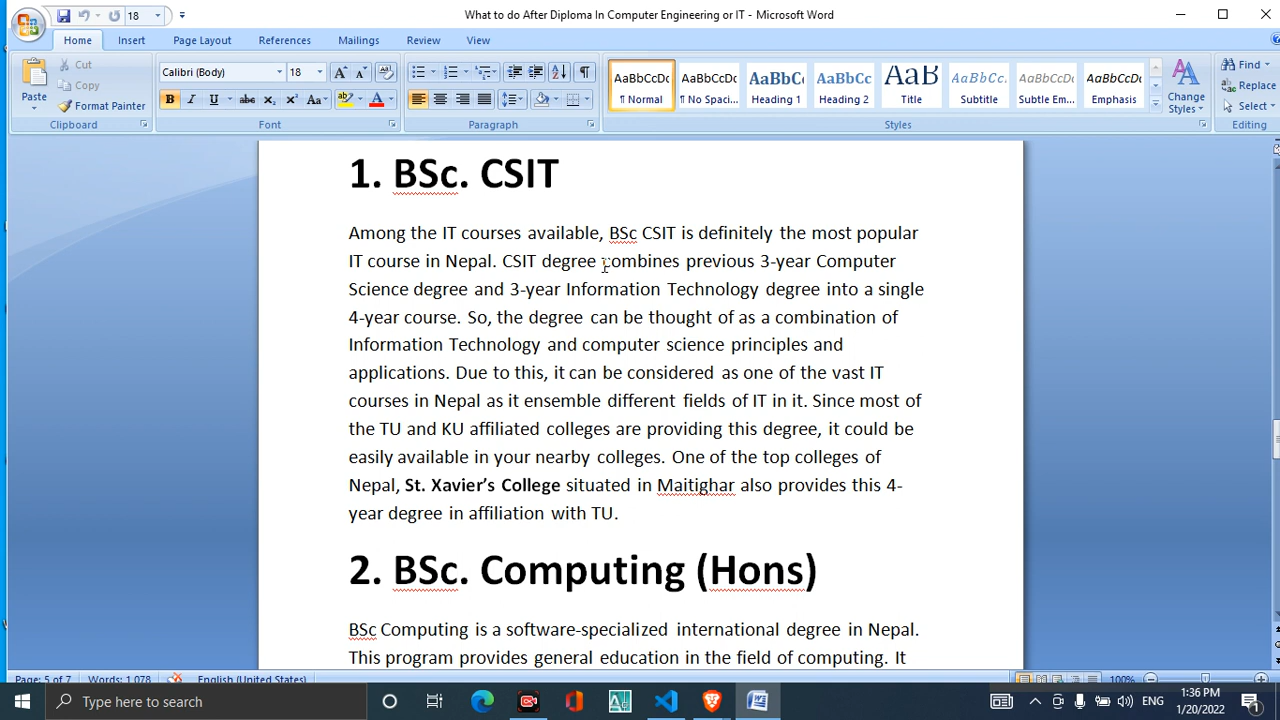 18
What to do After Diploma In Computer Engineering or IT - Microsoft Word
Home Insert Page Layout References Mailings Review View
Paste
Cut
Copy
Format Painter
Clipboard
Calibri (Body) 18
B I U abc X₂ X² Aa
Font
Paragraph
AaBbCcDc AaBbCcDc AaBbC AaBbCc AaB AaBbCc. AaBbCcDc AaBbCcDc
¶ Normal ¶ No Spaci... Heading 1 Heading 2 Title Subtitle Subtle Em... Emphasis
Change Styles
Styles
Find
Replace
Select
Editing
1. BSc. CSIT
Among the IT courses available, BSc CSIT is definitely the most popular
IT course in Nepal. CSIT degree combines previous 3-year Computer
Science degree and 3-year Information Technology degree into a single
4-year course. So, the degree can be thought of as a combination of
Information Technology and computer science principles and
applications. Due to this, it can be considered as one of the vast IT
courses in Nepal as it ensemble different fields of IT in it. Since most of
the TU and KU affiliated colleges are providing this degree, it could be
easily available in your nearby colleges. One of the top colleges of
Nepal, St. Xavier’s College situated in Maitighar also provides this 4-
year degree in affiliation with TU.
2. BSc. Computing (Hons)
BSc Computing is a software-specialized international degree in Nepal.
This program provides general education in the field of computing. It
Page: 5 of 7 Words: 1,078 English (United States) 100%
Type here to search
ENG
1:36 PM
1/20/2022
1